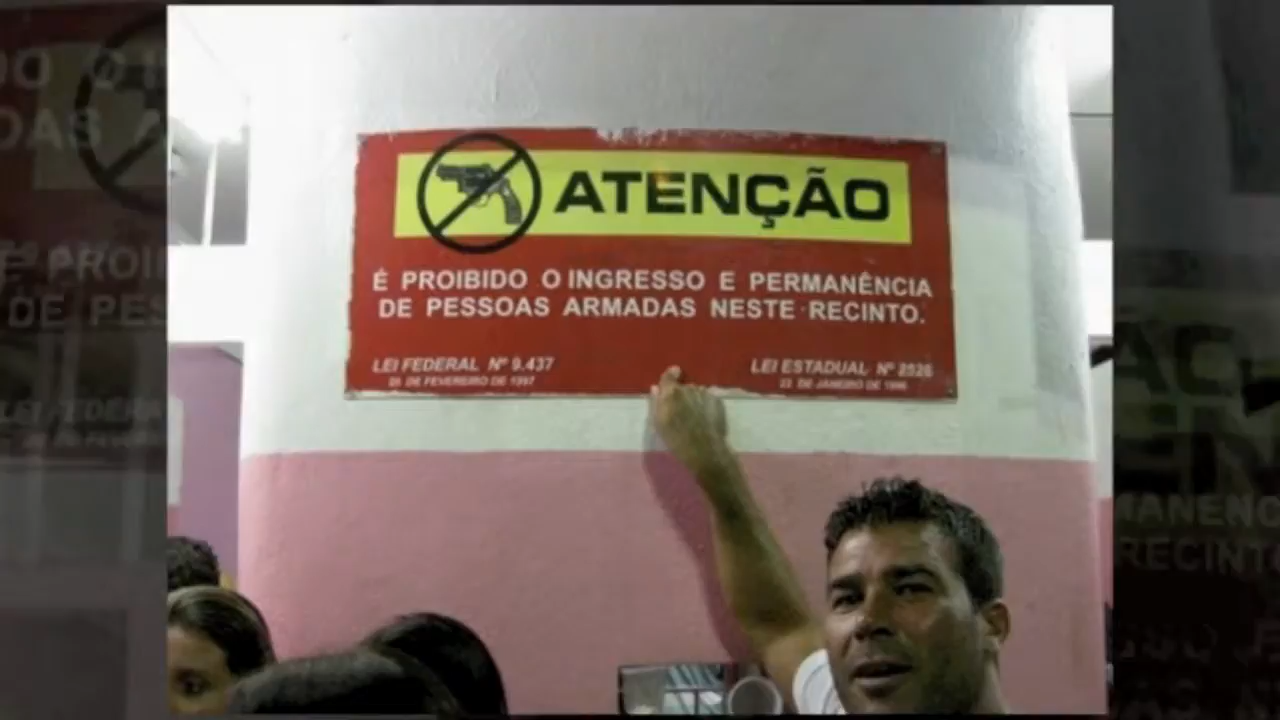 ATENÇÃO
É PROIBIDO O INGRESSO E PERMANÊNCIA
DE PESSOAS ARMADAS NESTE RECINTO.
LEI FEDERAL Nº 9.437
DE FEVEREIRO DE 1997
LEI ESTADUAL Nº 2526
22 DE JANEIRO DE 1996